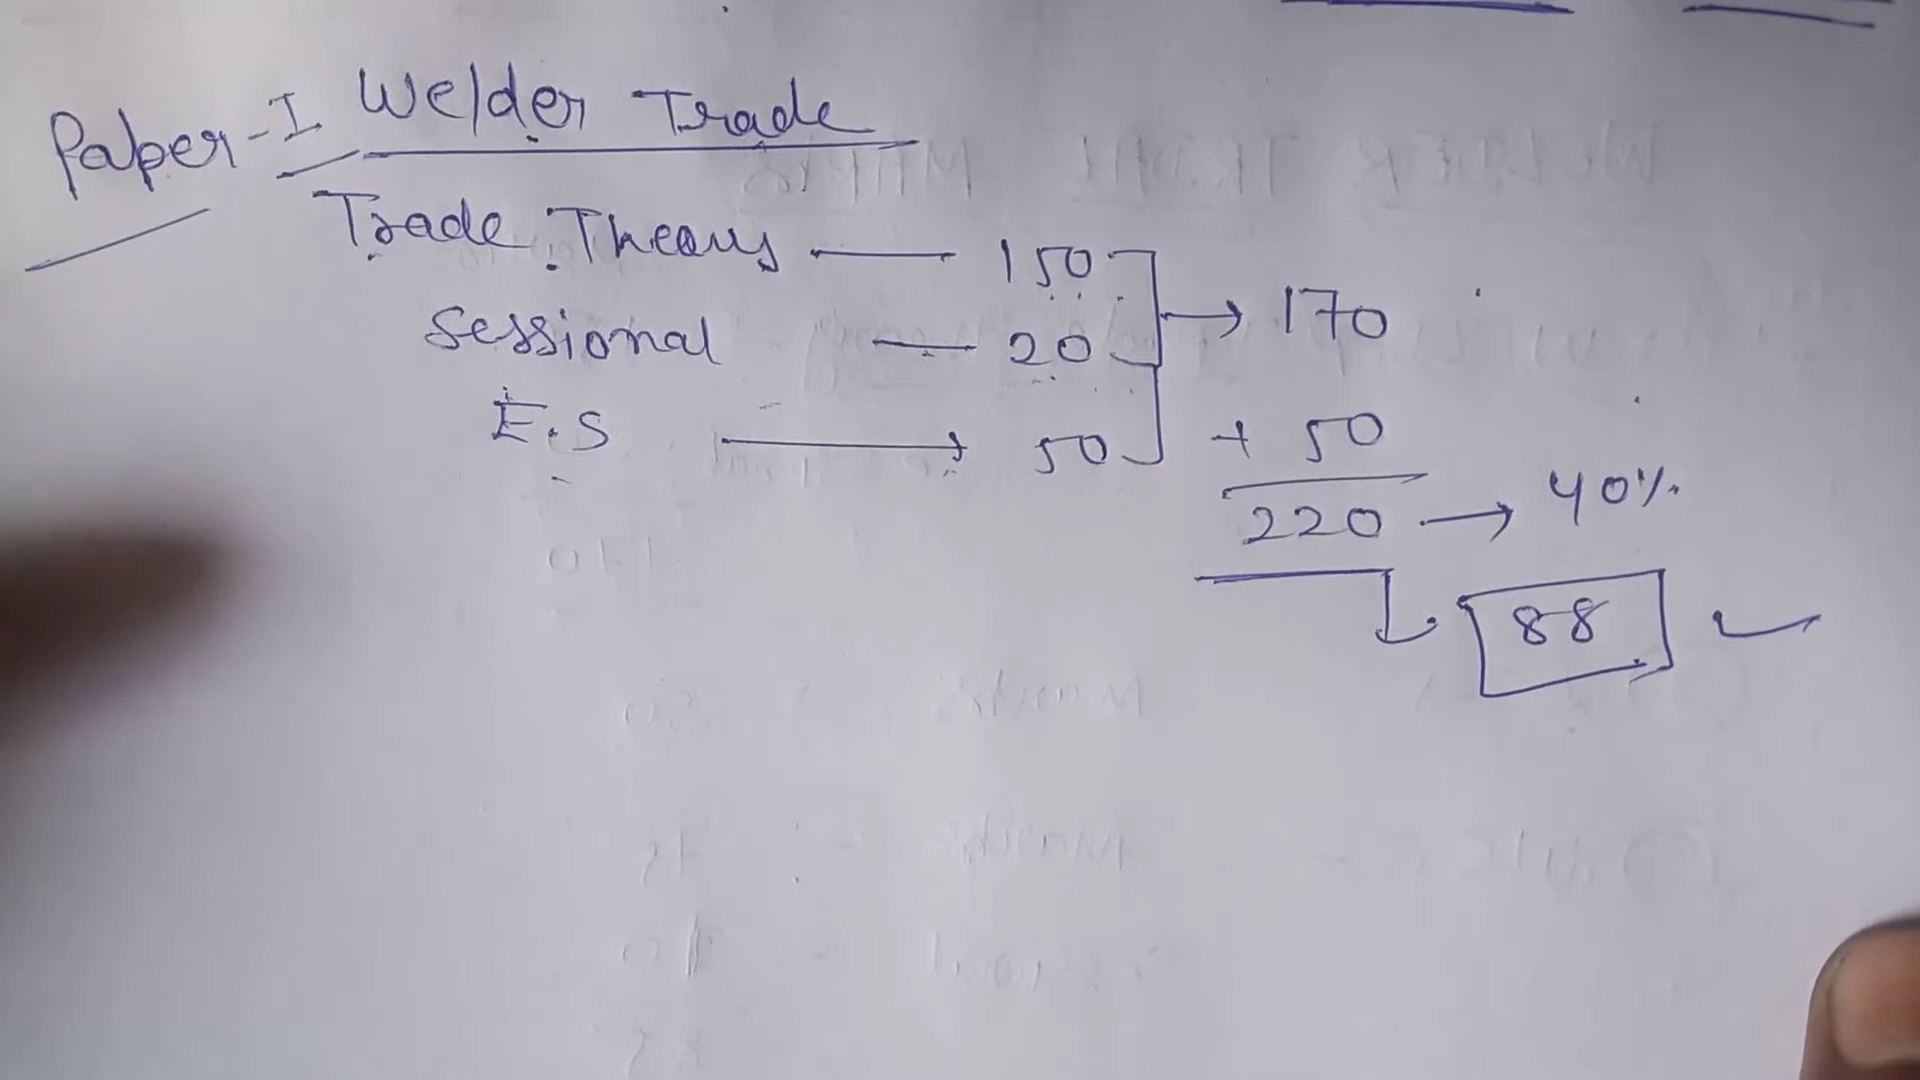 Paper-I Welder Trade
Trade Theory — 150
Sessional — 20 → 170
E.S → 50 + 50
220 → 40%
88